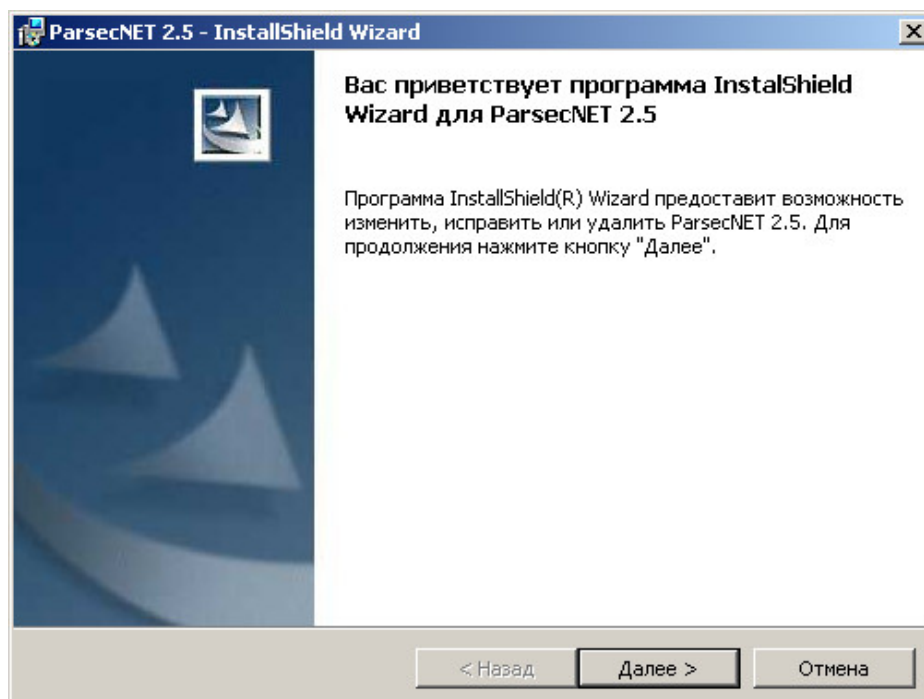 ParsecNET 2.5 - InstallShield Wizard
Вас приветствует программа InstalShield
Wizard для ParsecNET 2.5
Программа InstallShield(R) Wizard предоставит возможность
изменить, исправить или удалить ParsecNET 2.5. Для
продолжения нажмите кнопку "Далее".
< Назад
Далее >
Отмена